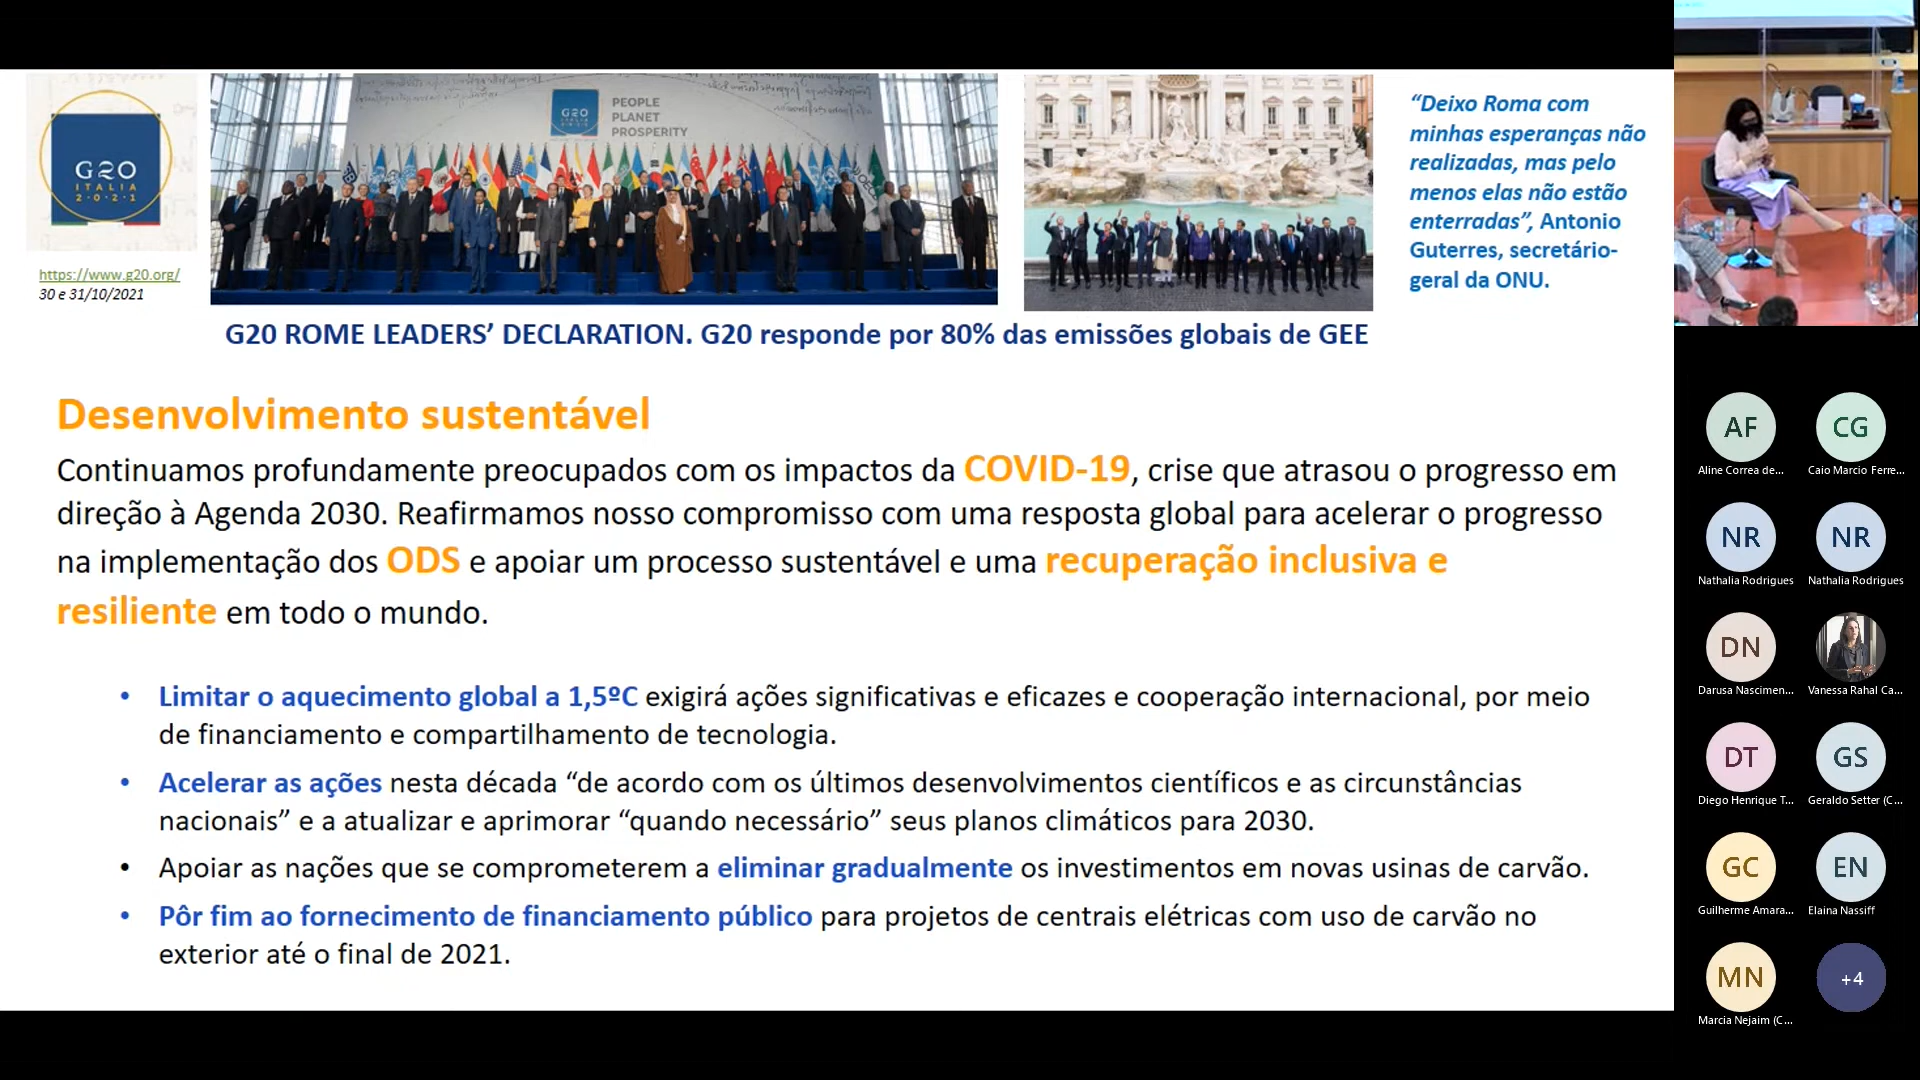 G20
ITALIA
2·0·2·1
https://www.g20.org/
30 e 31/10/2021
G20
PEOPLE
PLANET
PROSPERITY
“Deixo Roma com
minhas esperanças não
realizadas, mas pelo
menos elas não estão
enterradas”, Antonio
Guterres, secretário-
geral da ONU.
G20 ROME LEADERS’ DECLARATION. G20 responde por 80% das emissões globais de GEE
Desenvolvimento sustentável
Continuamos profundamente preocupados com os impactos da COVID-19, crise que atrasou o progresso em
direção à Agenda 2030. Reafirmamos nosso compromisso com uma resposta global para acelerar o progresso
na implementação dos ODS e apoiar um processo sustentável e uma recuperação inclusiva e
resiliente em todo o mundo.
• Limitar o aquecimento global a 1,5ºC exigirá ações significativas e eficazes e cooperação internacional, por meio
de financiamento e compartilhamento de tecnologia.
• Acelerar as ações nesta década “de acordo com os últimos desenvolvimentos científicos e as circunstâncias
nacionais” e a atualizar e aprimorar “quando necessário” seus planos climáticos para 2030.
• Apoiar as nações que se comprometerem a eliminar gradualmente os investimentos em novas usinas de carvão.
• Pôr fim ao fornecimento de financiamento público para projetos de centrais elétricas com uso de carvão no
exterior até o final de 2021.
AF
Aline Correa de...
CG
Caio Marcio Ferre...
NR
Nathalia Rodrigues
NR
Nathalia Rodrigues
DN
Darusa Nascimen...
Vanessa Rahal Ca...
DT
Diego Henrique T...
GS
Geraldo Setter (C...
GC
Guilherme Amara...
EN
Elaina Nassiff
MN
Marcia Nejaim (C...
+4